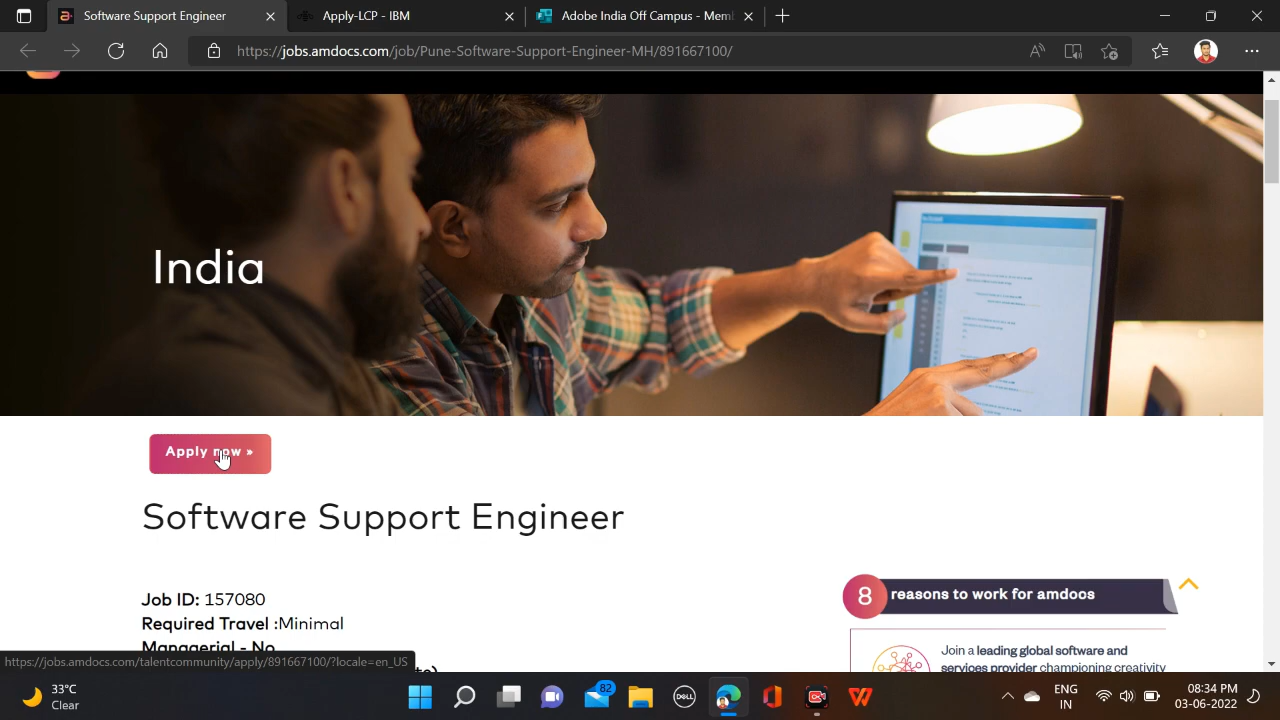 Software Support Engineer
Apply-LCP - IBM
Adobe India Off Campus - Mem
https://jobs.amdocs.com/job/Pune-Software-Support-Engineer-MH/891667100/
India
Apply now »
Software Support Engineer
Job ID: 157080
Required Travel :Minimal
Managerial - No
8 reasons to work for amdocs
Join a leading global software and
services provider championing creativity
https://jobs.amdocs.com/talentcommunity/apply/891667100/?locale=en_US
33°C
Clear
82
DELL
ENG
IN
08:34 PM
03-06-2022